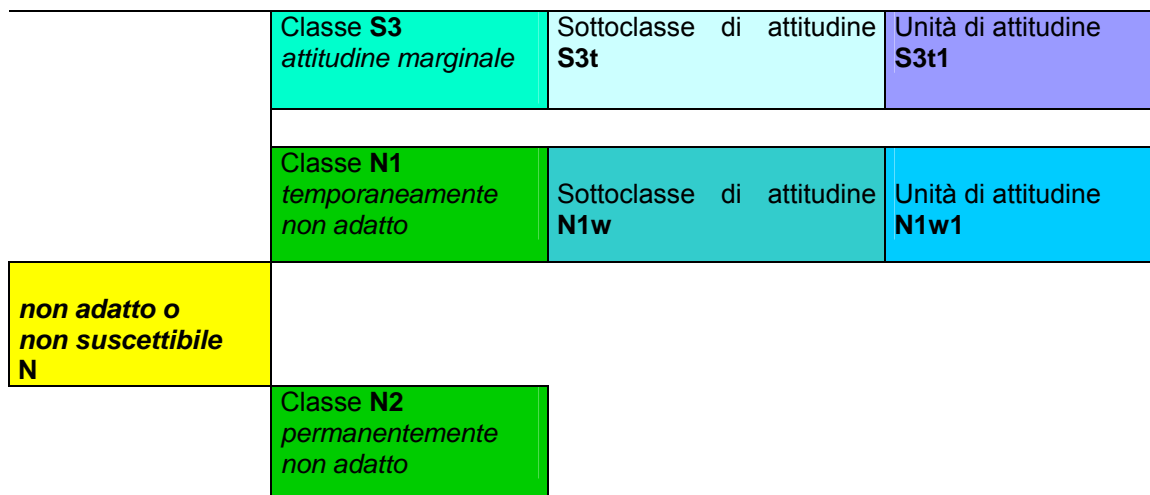 Classe S3
attitudine marginale
Sottoclasse di attitudine
S3t
Unità di attitudine
S3t1
Classe N1
temporaneamente
non adatto
Sottoclasse di attitudine
N1w
Unità di attitudine
N1w1
non adatto o
non suscettibile
N
Classe N2
permanentemente
non adatto